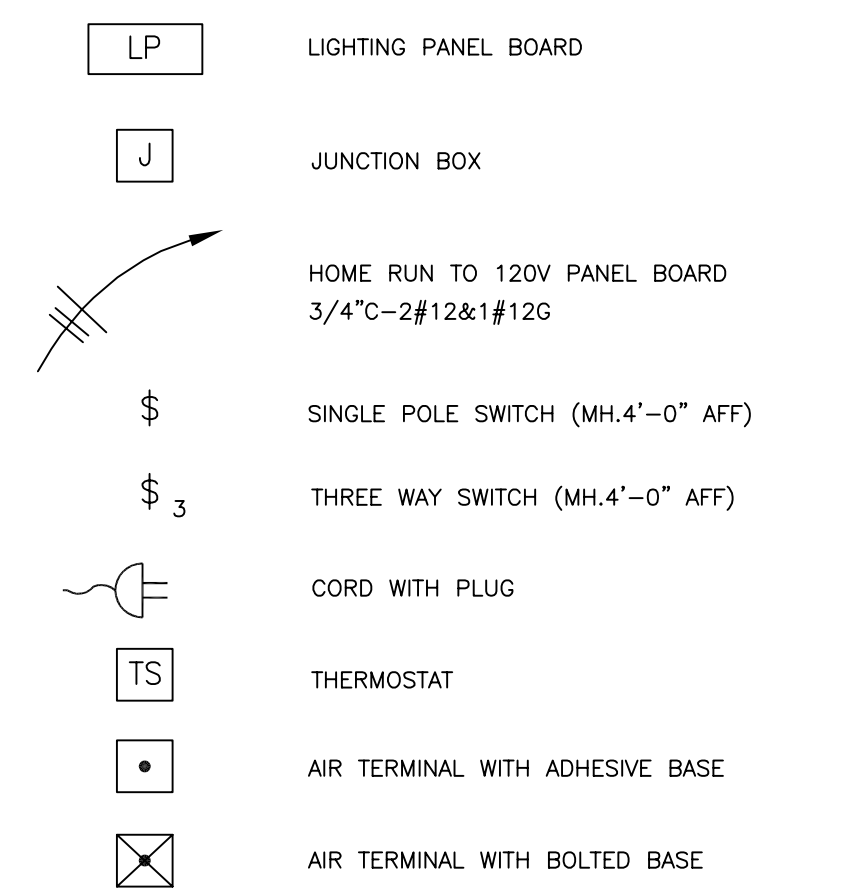 LP LIGHTING PANEL BOARD
J JUNCTION BOX
HOME RUN TO 120V PANEL BOARD
3/4"C-2#12&1#12G
$ SINGLE POLE SWITCH (MH.4'-0" AFF)
$ 3 THREE WAY SWITCH (MH.4'-0" AFF)
CORD WITH PLUG
TS THERMOSTAT
AIR TERMINAL WITH ADHESIVE BASE
AIR TERMINAL WITH BOLTED BASE